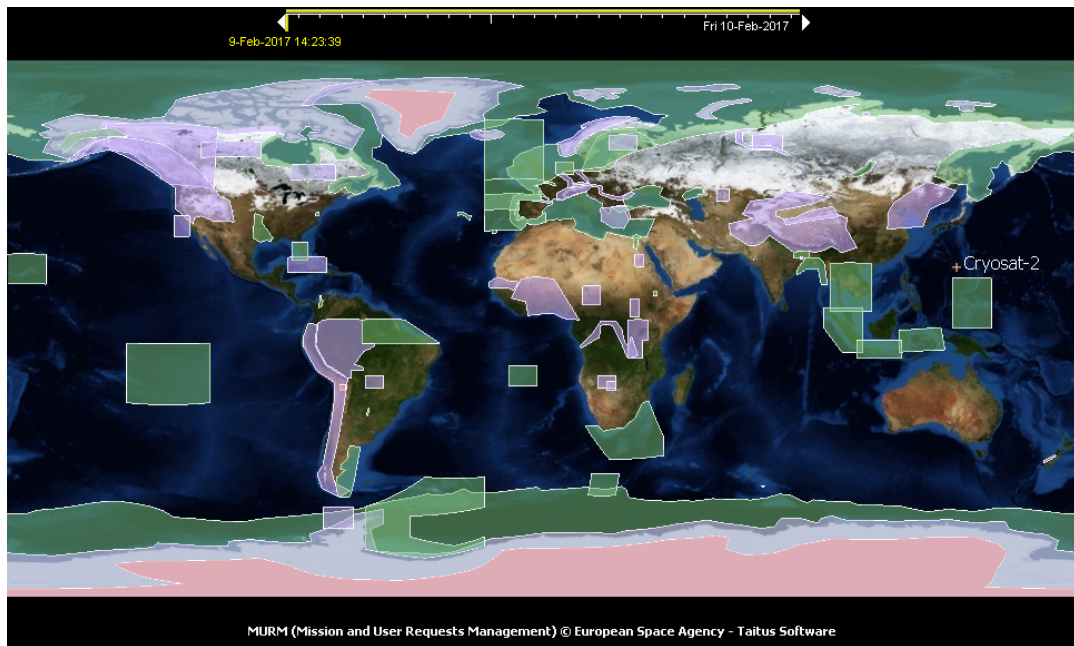 Fri 10-Feb-2017
9-Feb-2017 14:23:39
Cryosat-2
MURM (Mission and User Requests Management) © European Space Agency - Taitus Software